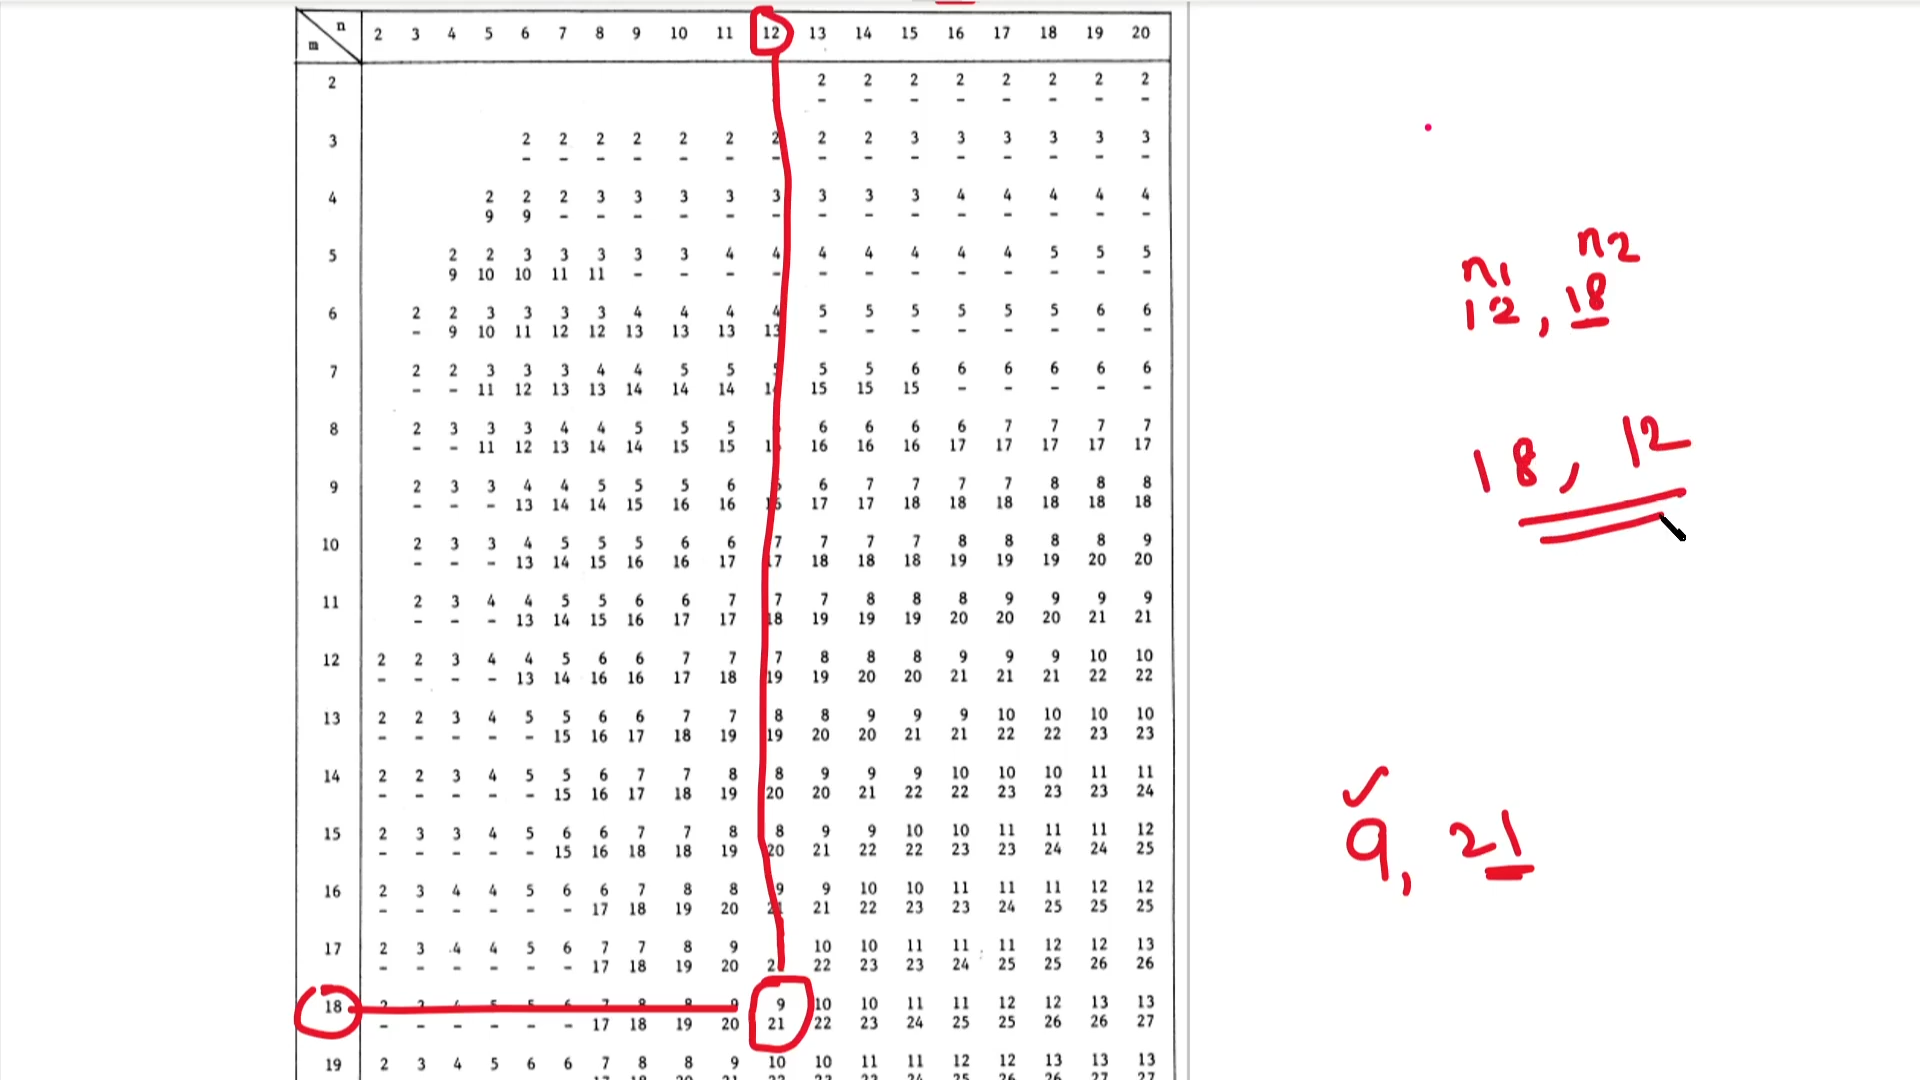 n
m
2 3 4 5 6 7 8 9 10 11 12 13 14 15 16 17 18 19 20
2 2 2 2 2 2 2 2 2
- - - - - - - -
3 2 2 2 2 2 2 2 2 2 3 3 3 3 3 3
- - - - - - - - - - - - - - -
4 2 2 2 3 3 3 3 3 3 3 3 4 4 4 4 4
9 9 - - - - - - - - - - - - - -
5 2 2 3 3 3 3 3 4 4 4 4 4 4 4 5 5 5
9 10 10 11 11 - - - - - - - - - - - -
6 2 2 3 3 3 3 4 4 4 4 5 5 5 5 5 5 6 6
- 9 10 11 12 12 13 13 13 13 - - - - - - - -
7 2 2 3 3 3 4 4 5 5 5 5 6 6 6 6 6 6
- - 11 12 13 13 14 14 14 15 15 15 - - - - -
8 2 3 3 3 4 4 5 5 5 6 6 6 6 7 7 7 7
- - 11 12 13 14 14 15 15 16 16 16 17 17 17 17 17
9 2 3 3 4 4 5 5 5 6 6 7 7 7 7 8 8 8
- - - 13 14 14 15 16 16 17 17 18 18 18 18 18 18
10 2 3 3 4 5 5 5 6 6 7 7 7 7 8 8 8 8 9
- - - 13 14 15 16 16 17 17 18 18 18 19 19 19 20 20
11 2 3 4 4 5 5 6 6 7 7 7 8 8 8 9 9 9 9
- - - 13 14 15 16 17 17 18 19 19 19 20 20 20 21 21
12 2 2 3 4 4 5 6 6 7 7 7 8 8 8 9 9 9 10 10
- - - - 13 14 16 16 17 18 19 19 20 20 21 21 21 22 22
13 2 2 3 4 5 5 6 6 7 7 8 8 9 9 9 10 10 10 10
- - - - - 15 16 17 18 19 19 20 20 21 21 22 22 23 23
14 2 2 3 4 5 5 6 7 7 8 8 9 9 9 10 10 10 11 11
- - - - - 15 16 17 18 19 20 20 21 22 22 23 23 23 24
15 2 3 3 4 5 6 6 7 7 8 8 9 9 10 10 11 11 11 12
- - - - - 15 16 18 18 19 20 21 22 22 23 23 24 24 25
16 2 3 4 4 5 6 6 7 8 8 9 9 10 10 11 11 11 12 12
- - - - - - 17 18 19 20 21 21 22 23 23 24 25 25 25
17 2 3 4 4 5 6 7 7 8 9 10 10 11 11 11 12 12 13
- - - - - - 17 18 19 20 22 23 23 24 25 25 26 26
18 9 10 10 11 11 12 12 13 13
- - - - - - 17 18 19 20 21 22 23 24 25 25 26 26 27
19 2 3 4 5 6 6 7 8 8 9 10 10 11 11 12 12 13 13 13
n1 n2
12, 18
18, 12
9, 21